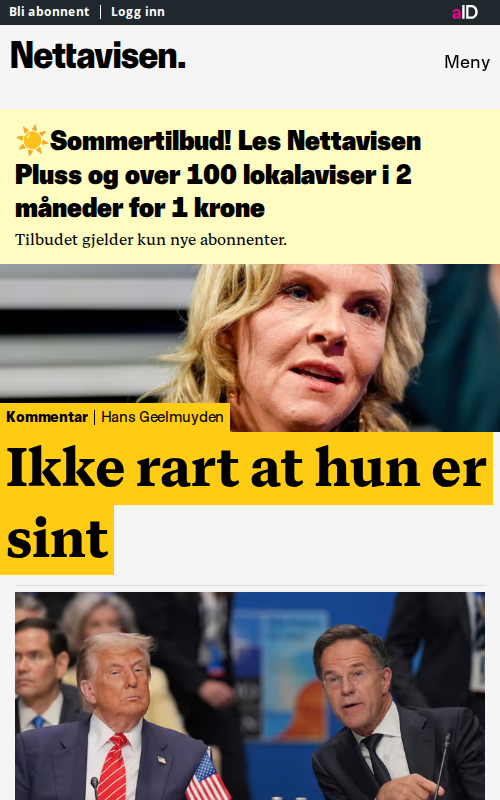 Bli abonnent | Logg inn
aID
Nettavisen.
Meny
☀️Sommertilbud! Les Nettavisen
Pluss og over 100 lokalaviser i 2
måneder for 1 krone
Tilbudet gjelder kun nye abonnenter.
Kommentar | Hans Geelmuyden
Ikke rart at hun er
sint